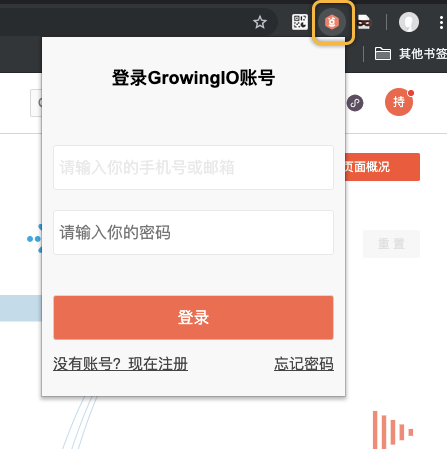 其他书签
登录GrowingIO账号
持
请输入你的手机号或邮箱
页面概况
请输入你的密码
重置
登录
没有账号？现在注册
忘记密码